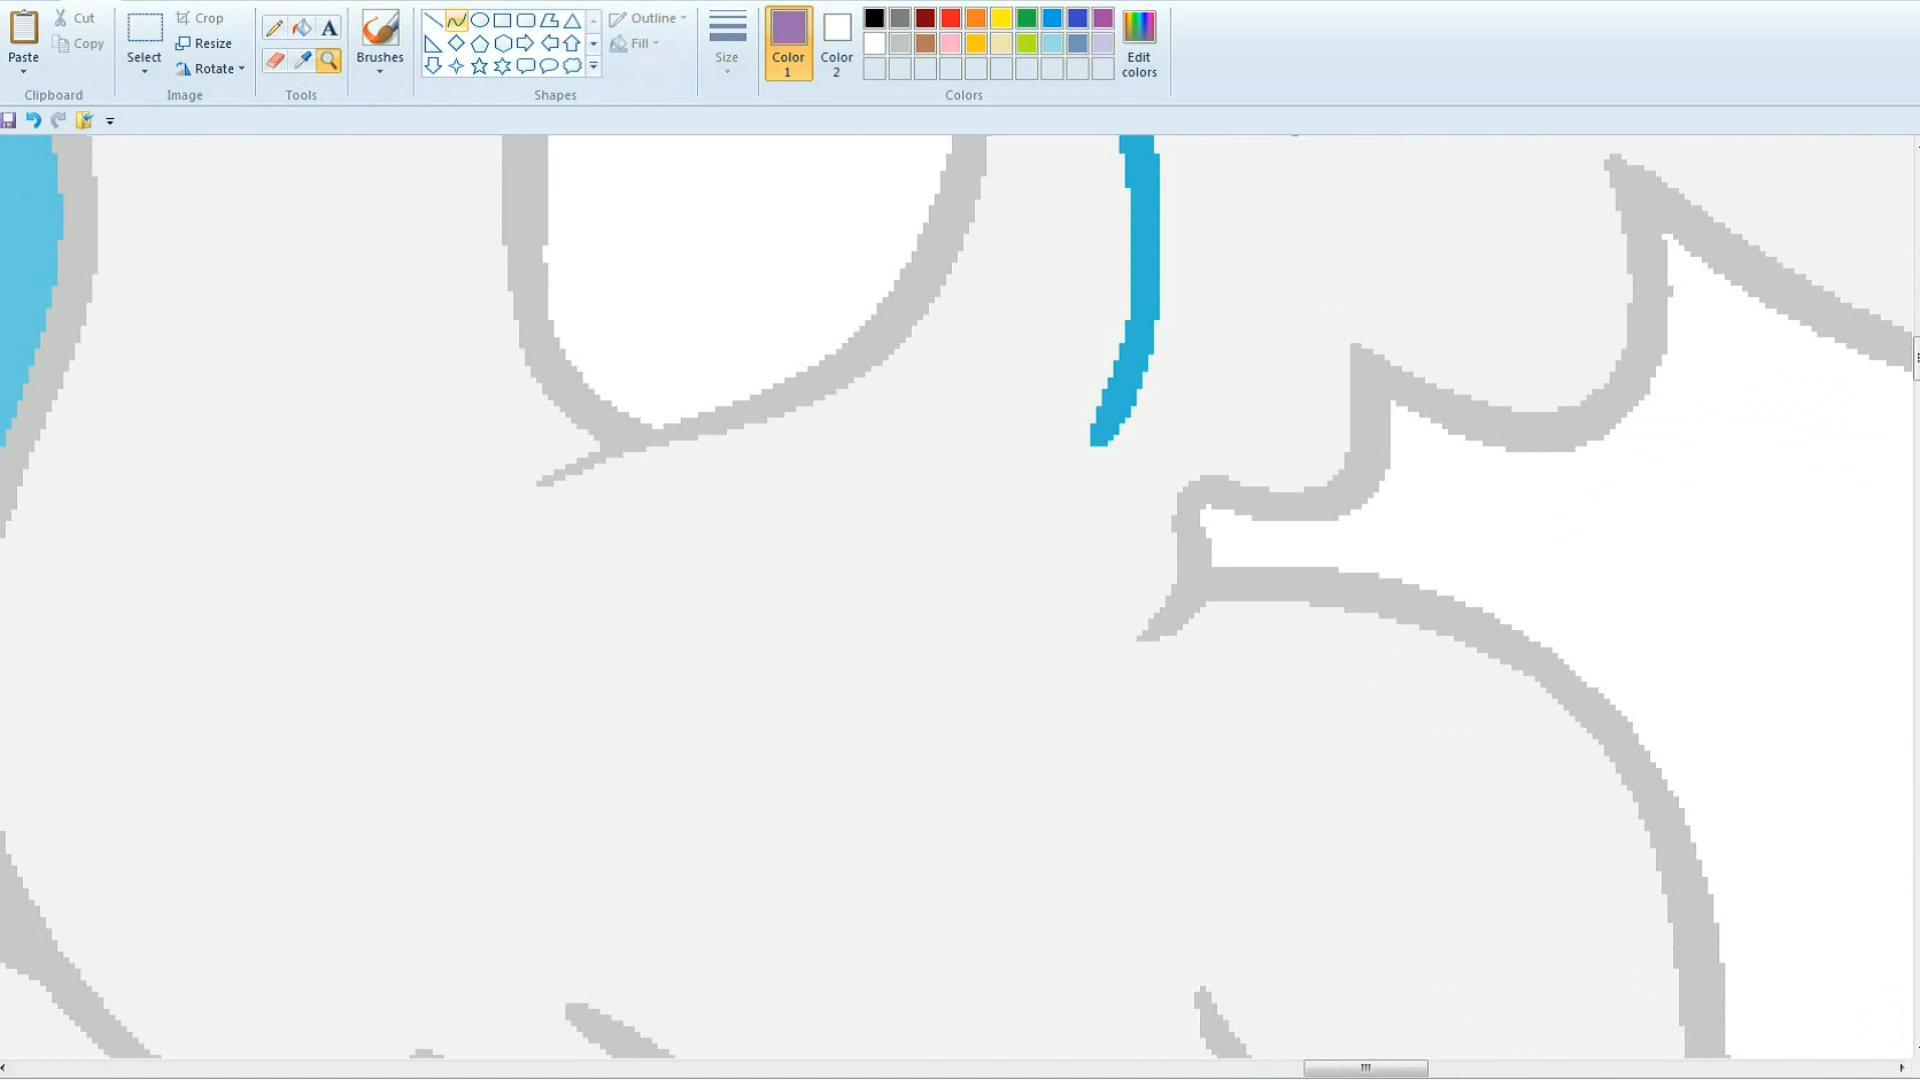 Paste
Cut
Copy
Clipboard
Select
Crop
Resize
Rotate
Image
A
Tools
Brushes
Shapes
Outline
Fill
Size
Color
1
Color
2
Colors
Edit
colors